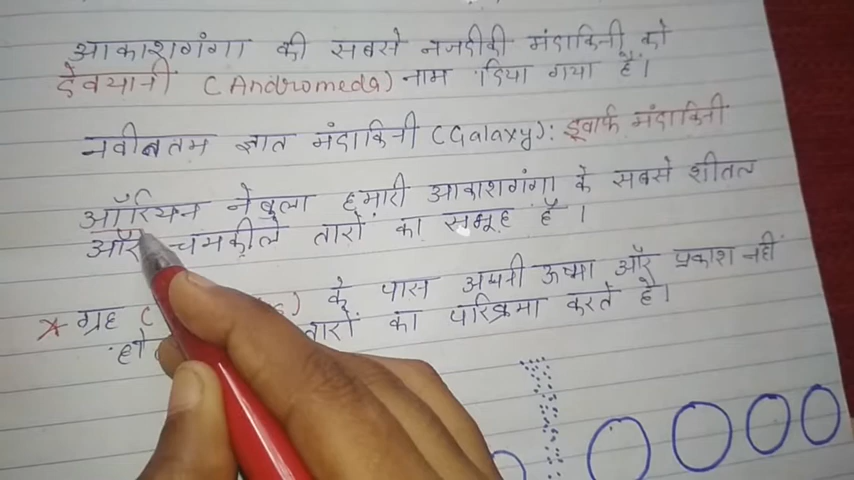 आकाशगंगा की सबसे नजदीकी मंदाकिनी को
देवयानी (Andromeda) नाम दिया गया है।
नवीनतम ज्ञात मंदाकिनी (Galaxy): ड्वार्फ मंदाकिनी
ऑरियन नेबुला हमारी आकाशगंगा के सबसे शीतल
और चमकीले तारों का समूह है।
* ग्रह ( ) के पास अपनी ऊष्मा और प्रकाश नहीं
हो तारों का परिक्रमा करते है।